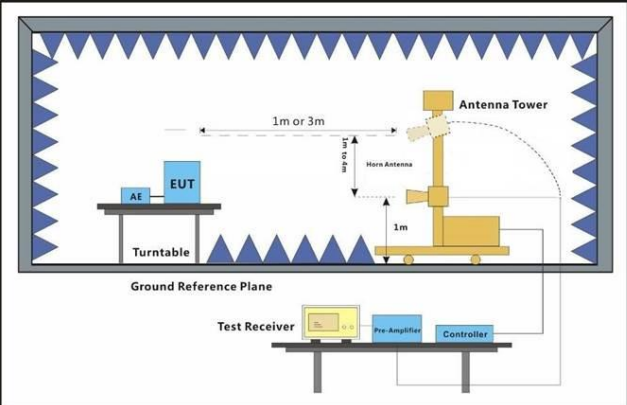 1m or 3m
Antenna Tower
1m to 4m
Horn Antenna
EUT
AE
1m
Turntable
Ground Reference Plane
Test Receiver
Pre-Amplifier
Controller